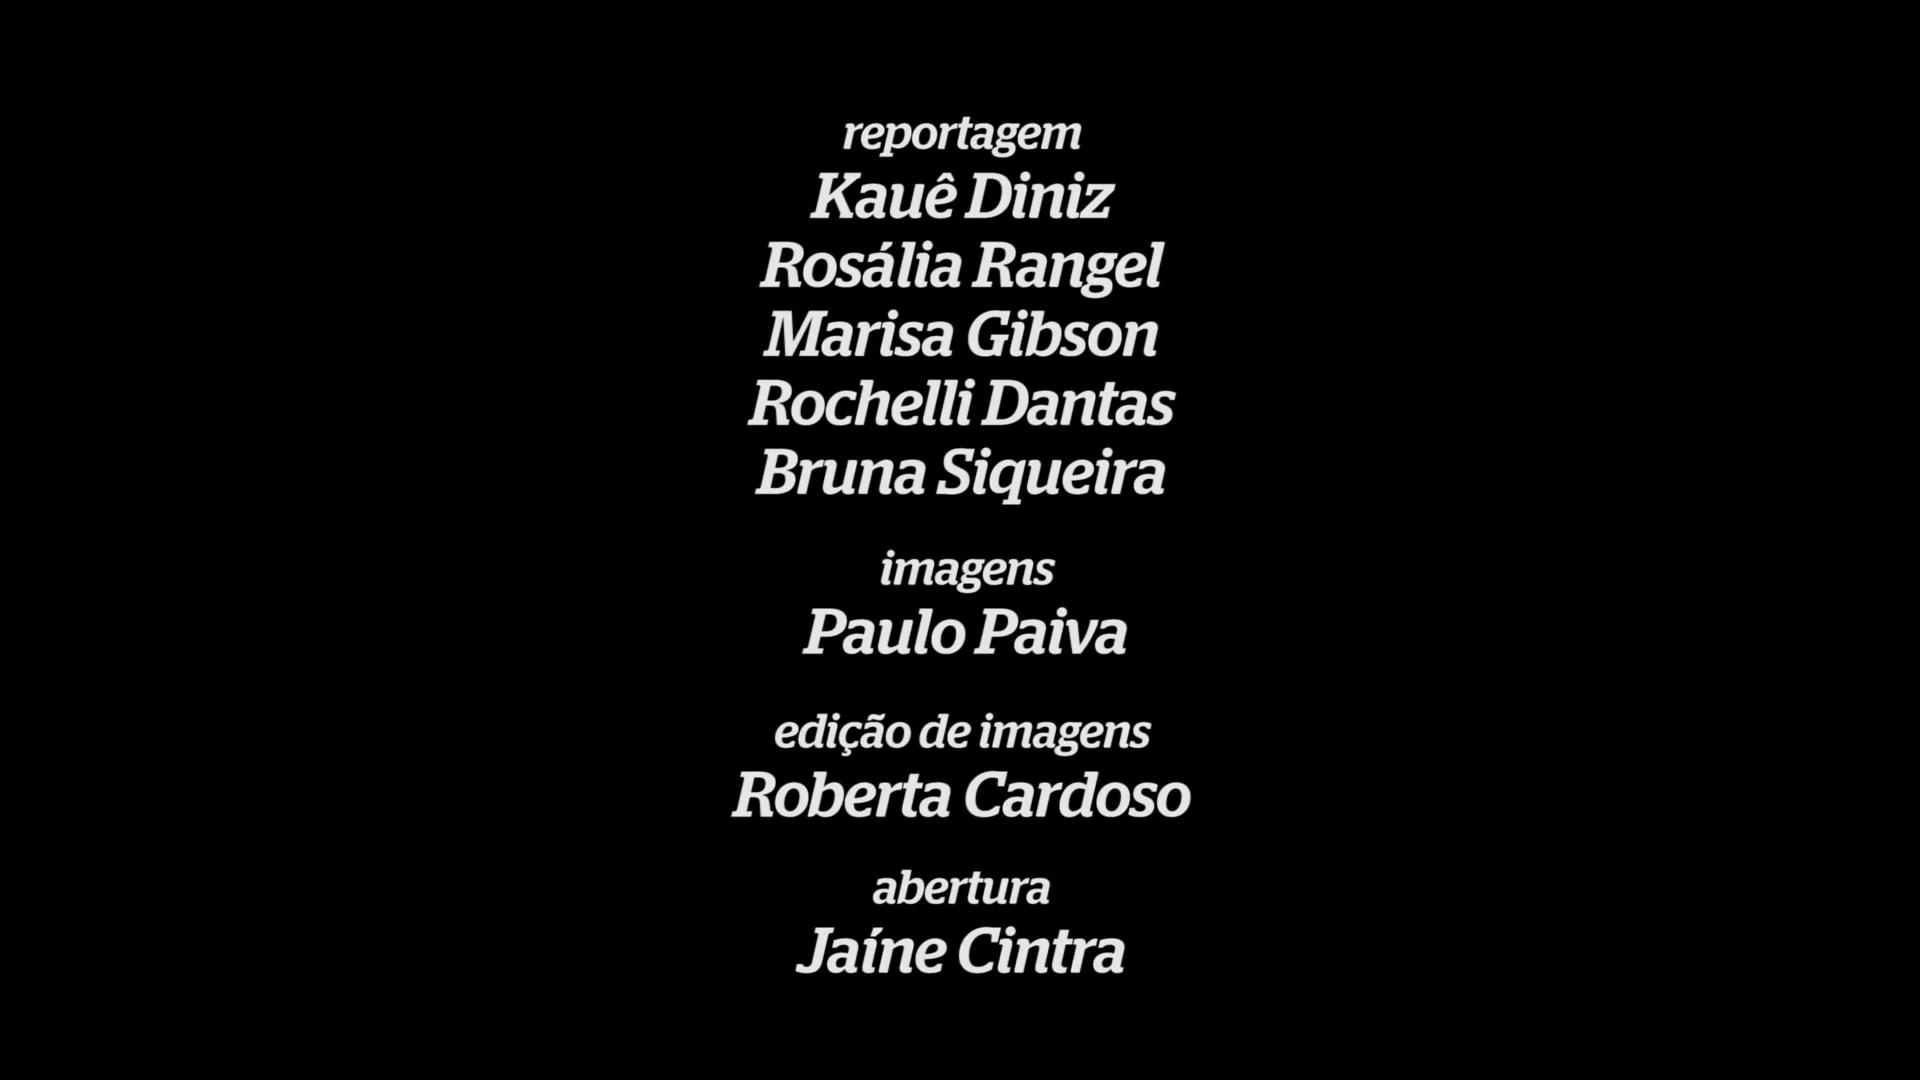 reportagem
Kauê Diniz
Rosália Rangel
Marisa Gibson
Rochelli Dantas
Bruna Siqueira
imagens
Paulo Paiva
edição de imagens
Roberta Cardoso
abertura
Jaíne Cintra